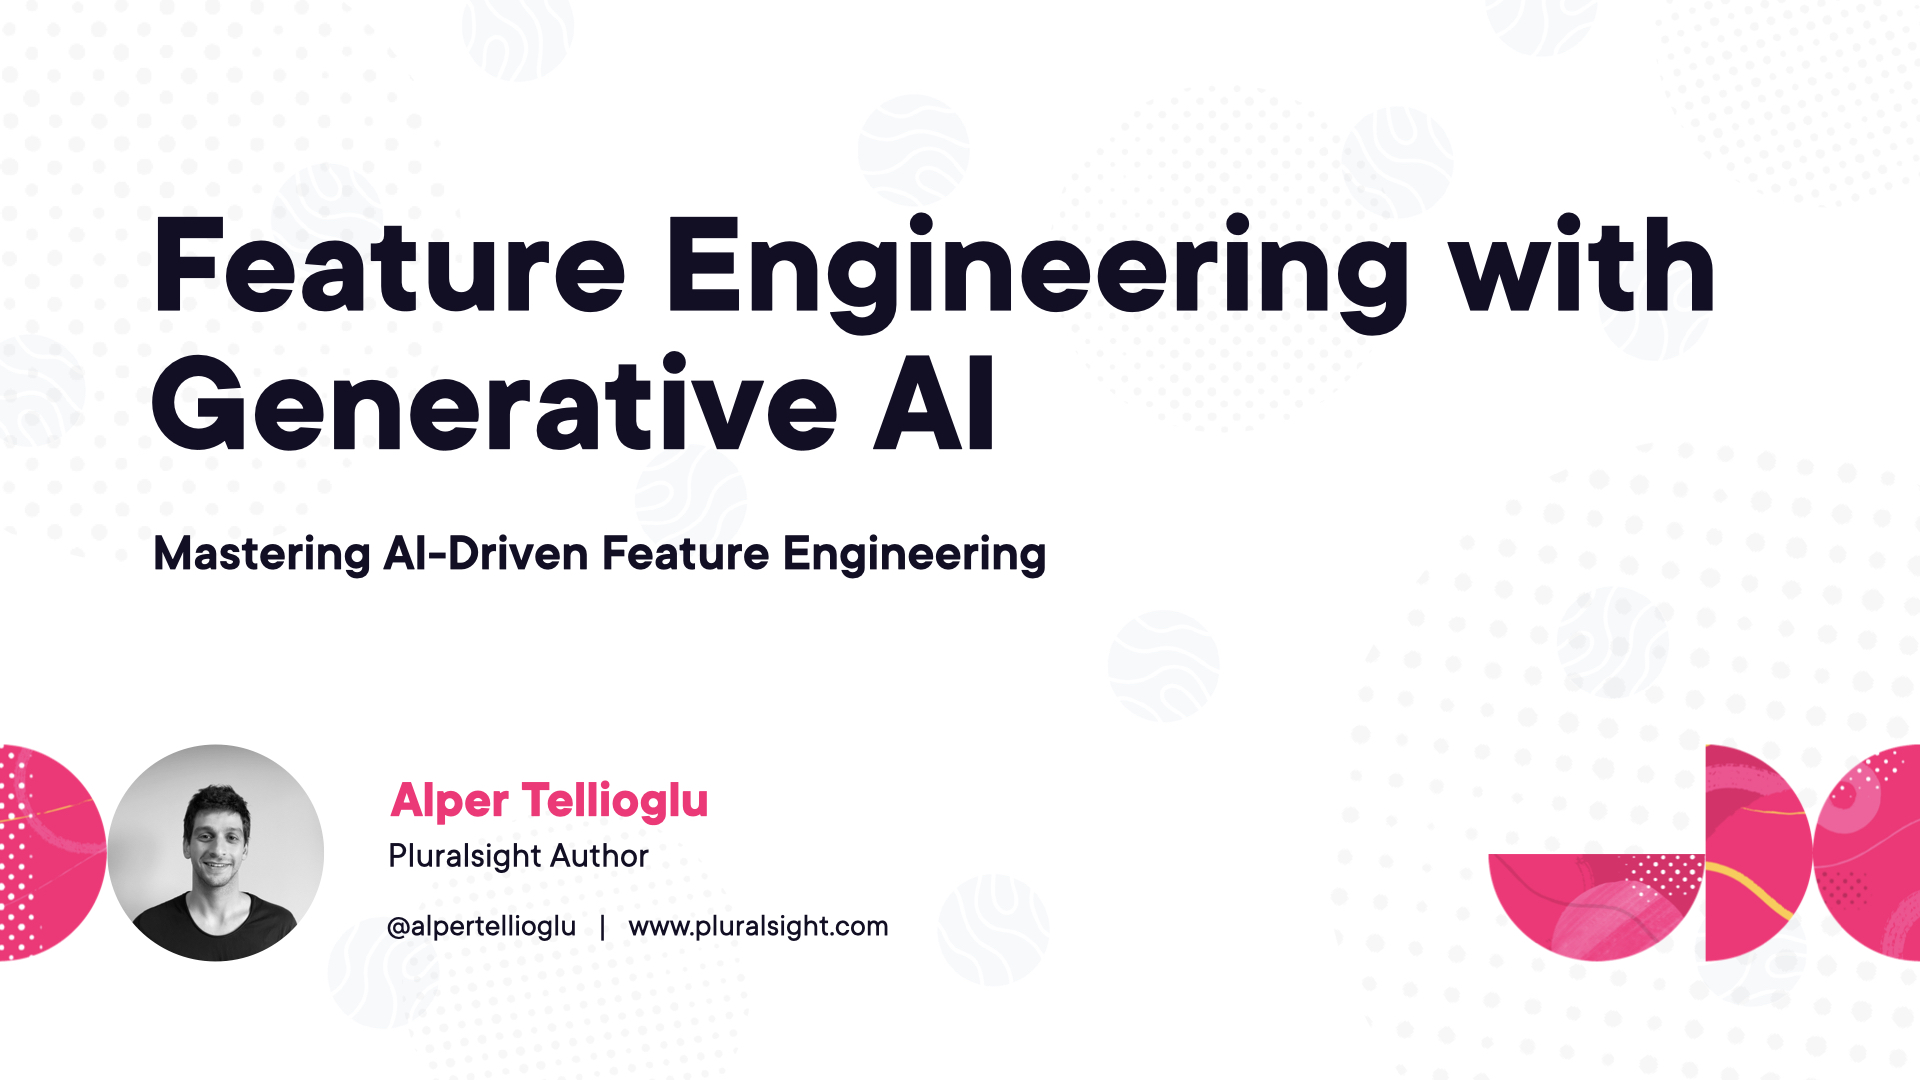 Feature Engineering with
Generative AI
Mastering AI-Driven Feature Engineering
Alper Tellioglu
Pluralsight Author
@alpertellioglu | www.pluralsight.com